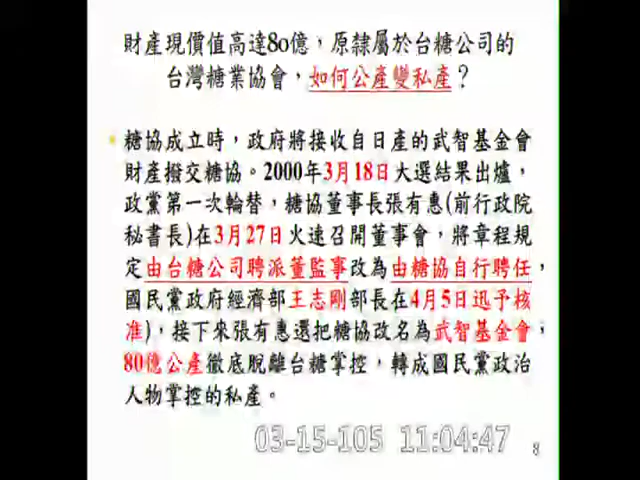 財產現價值高達80億，原隸屬於台糖公司的
台灣糖業協會，如何公產變私產？
糖協成立時，政府將接收自日產的武智基金會
財產撥交糖協。2000年3月18日大選結果出爐，
政黨第一次輪替，糖協董事長張有惠(前行政院
秘書長)在3月27日火速召開董事會，將章程規
定由台糖公司聘派董監事改為由糖協自行聘任，
國民黨政府經濟部王志剛部長在4月5日迅予核
准)，接下來張有惠還把糖協改名為武智基金會，
80億公產徹底脫離台糖掌控，轉成國民黨政治
人物掌控的私產。
03-15-105 11:04:47
8